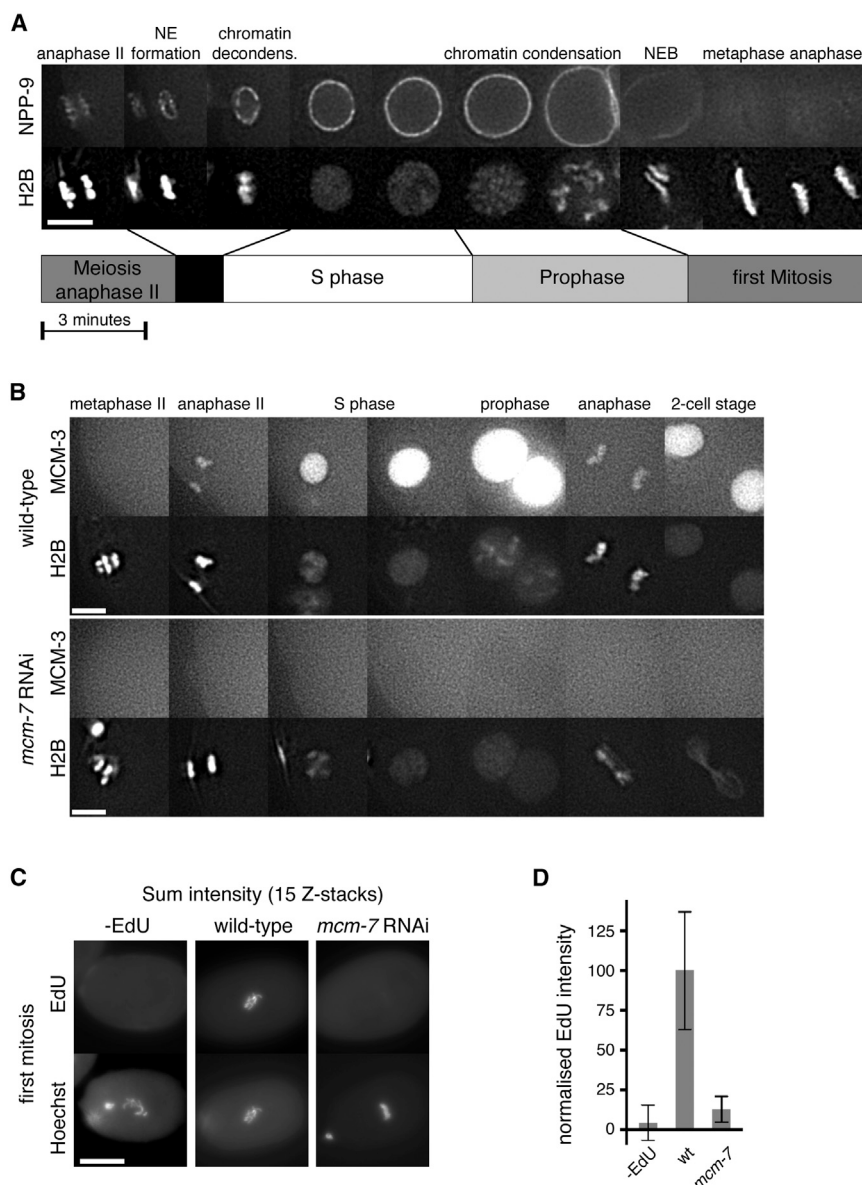 A
anaphase II
NE formation
chromatin decondens.
chromatin condensation
NEB
metaphase anaphase
NPP-9
H2B
Meiosis anaphase II
S phase
Prophase
first Mitosis
3 minutes
B
metaphase II
anaphase II
S phase
prophase
anaphase
2-cell stage
wild-type
MCM-3
H2B
mcm-7 RNAi
MCM-3
H2B
C
Sum intensity (15 Z-stacks)
-EdU
wild-type
mcm-7 RNAi
first mitosis
EdU
Hoechst
D
normalised EdU intensity
125
100
75
50
25
0
-EdU
wt
mcm-7